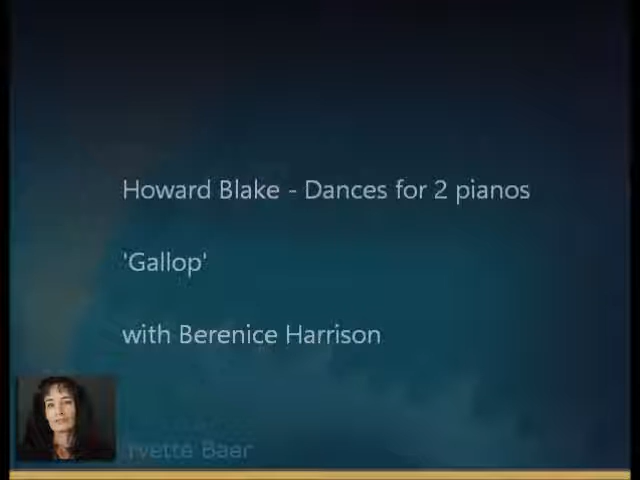 Howard Blake - Dances for 2 pianos
'Gallop'
with Berenice Harrison
Yvette Baer